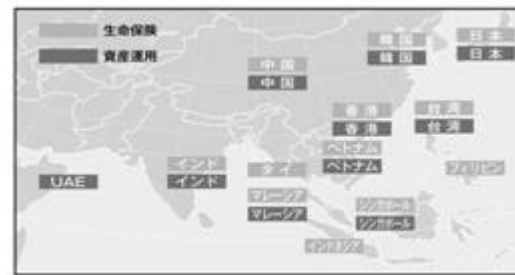 生命保険
資産運用
韓国
韓国
日本
日本
中国
中国
香港
香港
台湾
台湾
ベトナム
ベトナム
インド
インド
タイ
フィリピン
UAE
マレーシア
マレーシア
シンガポール
シンガポール
インドネシア